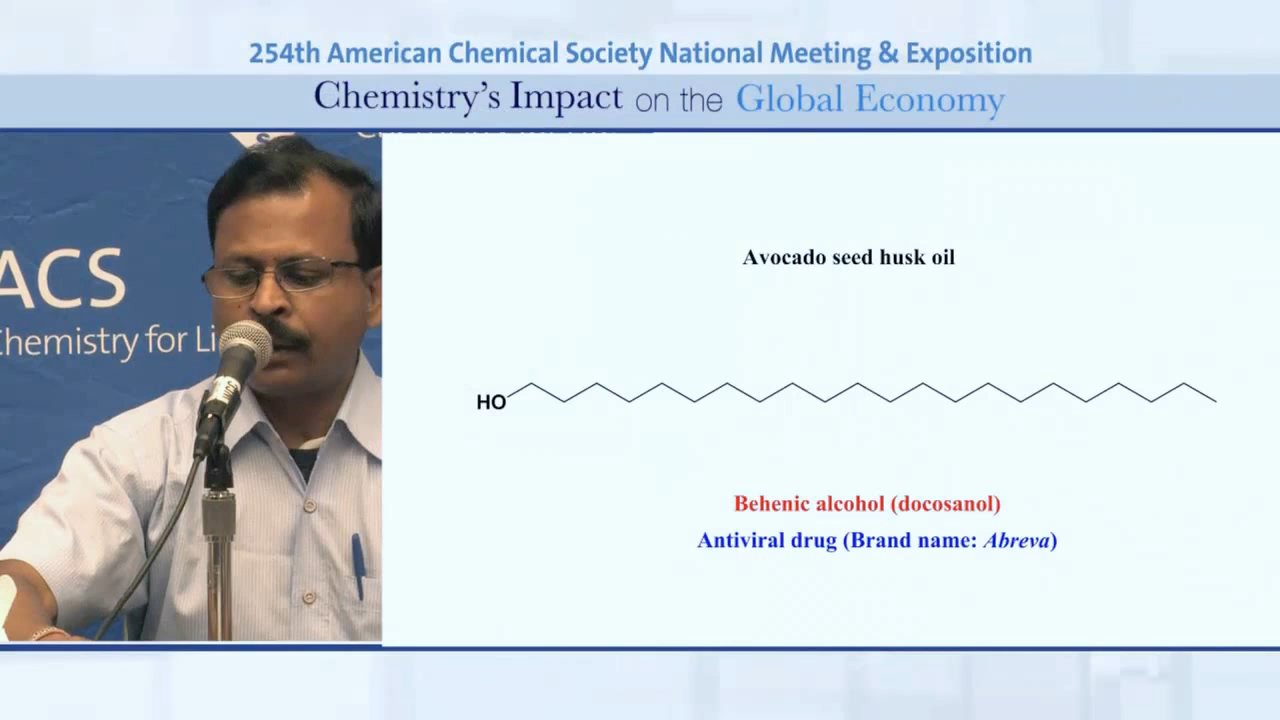 254th American Chemical Society National Meeting & Exposition
Chemistry's Impact on the Global Economy
ACS
Chemistry for
Avocado seed husk oil
HO
Behenic alcohol (docosanol)
Antiviral drug (Brand name: Abreva)